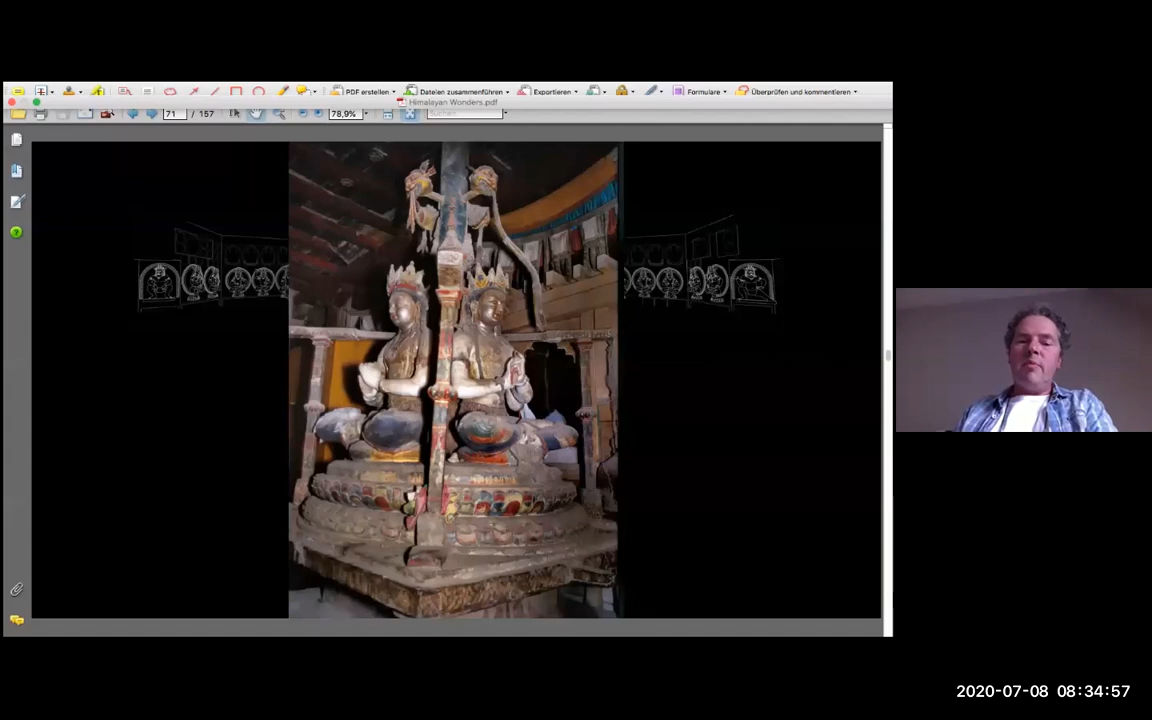 PDF erstellen
Dateien zusammenführen
Exportieren
Formulare
Überprüfen und kommentieren
Himalayan Wonders.pdf
71 / 157
78,9%
2020-07-08 08:34:57